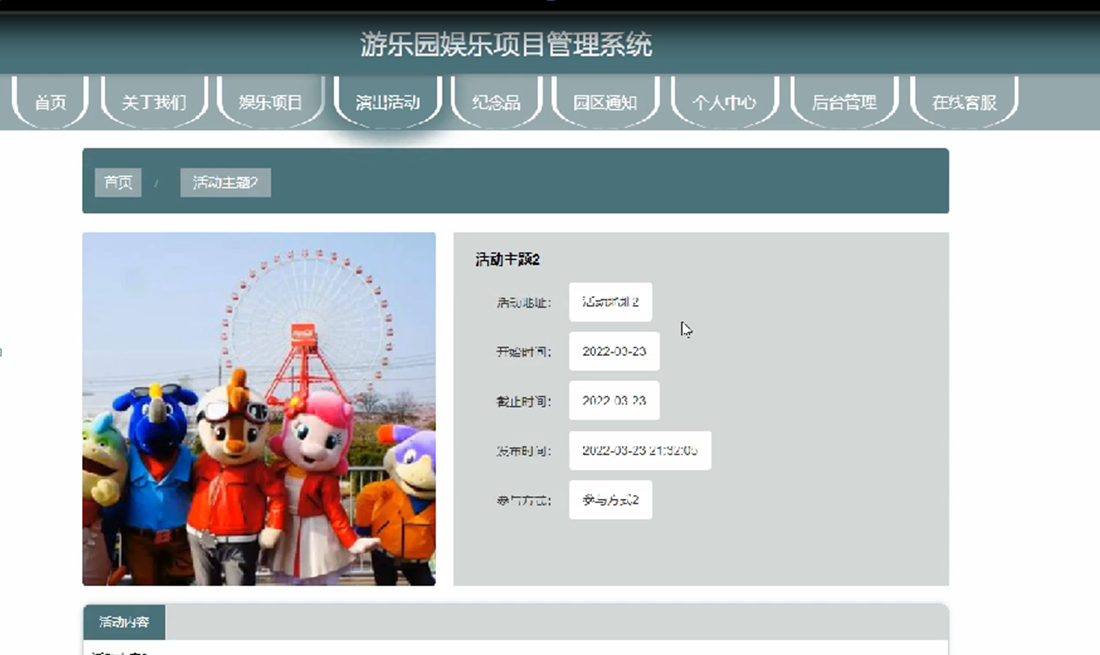 游乐园娱乐项目管理系统
首页 关于我们 娱乐项目 演出活动 纪念品 园区通知 个人中心 后台管理 在线客服
首页 / 活动主题2
活动主题2
活动地址： 活动地址2
开始时间： 2022-03-23
截止时间： 2022-03-23
发布时间： 2022-03-23 21:32:05
参与方式： 参与方式2
活动内容